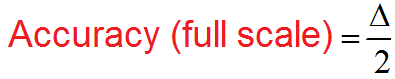 Accuracy (full scale) = Δ/2